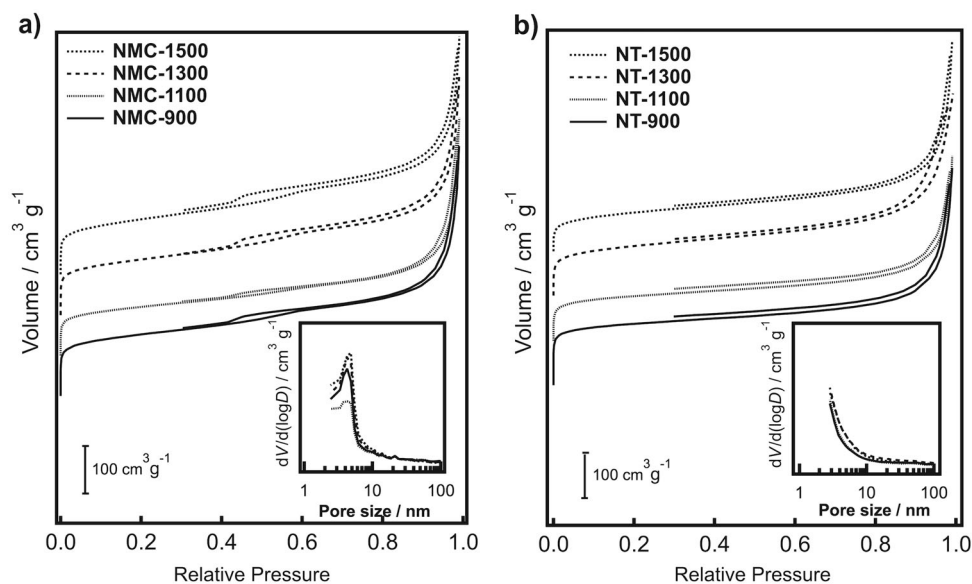 a)
NMC-1500
NMC-1300
NMC-1100
NMC-900
Volume / cm³ g⁻¹
100 cm³ g⁻¹
dV/d(logD) / cm³ g⁻¹
1 10 100
Pore size / nm
0.0 0.2 0.4 0.6 0.8 1.0
Relative Pressure
b)
NT-1500
NT-1300
NT-1100
NT-900
Volume / cm³ g⁻¹
100 cm³ g⁻¹
dV/d(logD) / cm³ g⁻¹
1 10 100
Pore size / nm
0.0 0.2 0.4 0.6 0.8 1.0
Relative Pressure